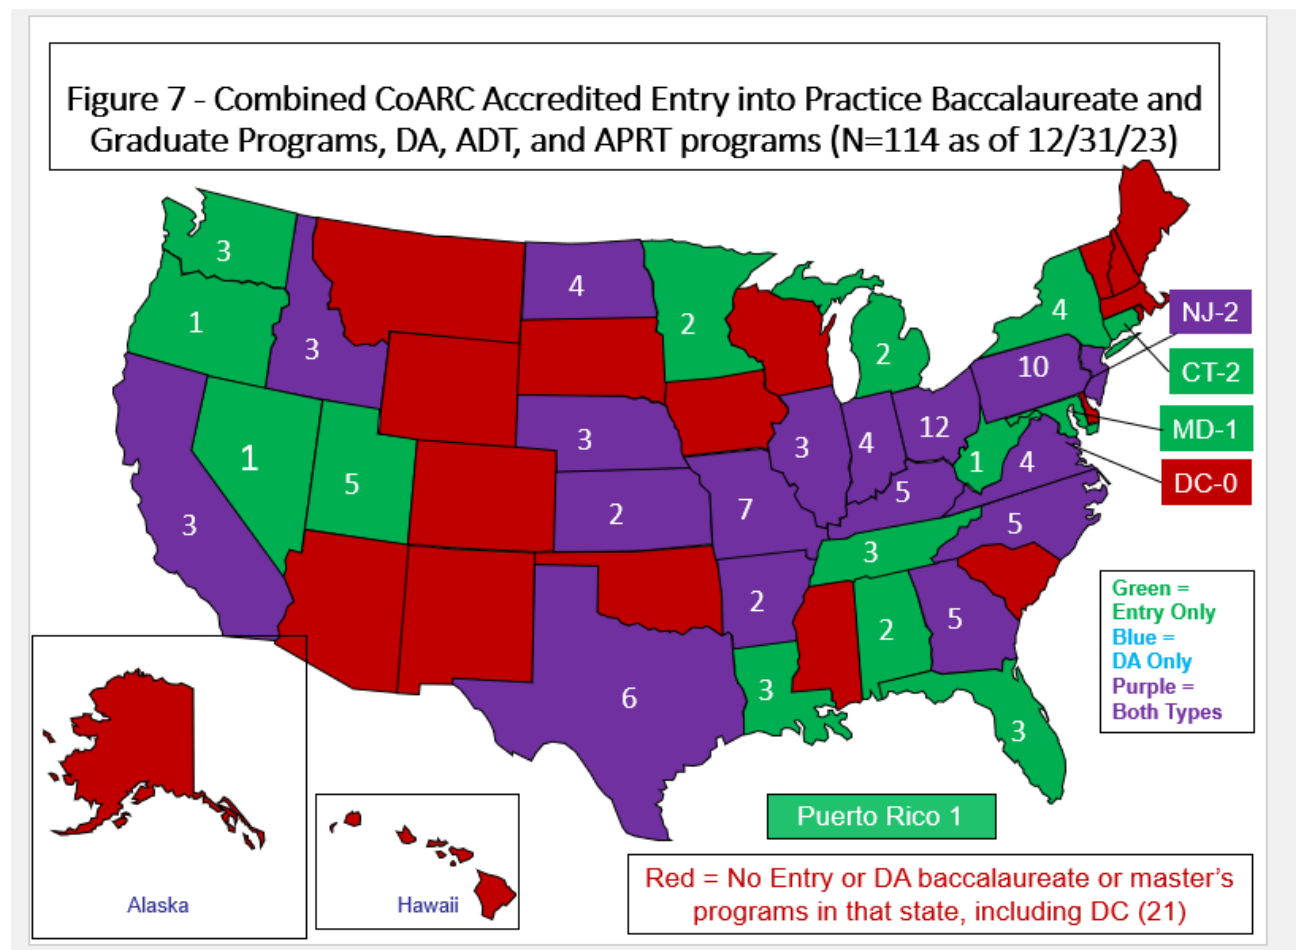 Figure 7 - Combined CoARC Accredited Entry into Practice Baccalaureate and
Graduate Programs, DA, ADT, and APRT programs (N=114 as of 12/31/23)
3
4
1
3
2
2
4
NJ-2
10
CT-2
MD-1
DC-0
1
5
3
3
4
12
1
4
3
2
7
5
5
3
2
2
5
6
3
3
Green =
Entry Only
Blue =
DA Only
Purple =
Both Types
Puerto Rico 1
Alaska
Hawaii
Red = No Entry or DA baccalaureate or master's
programs in that state, including DC (21)